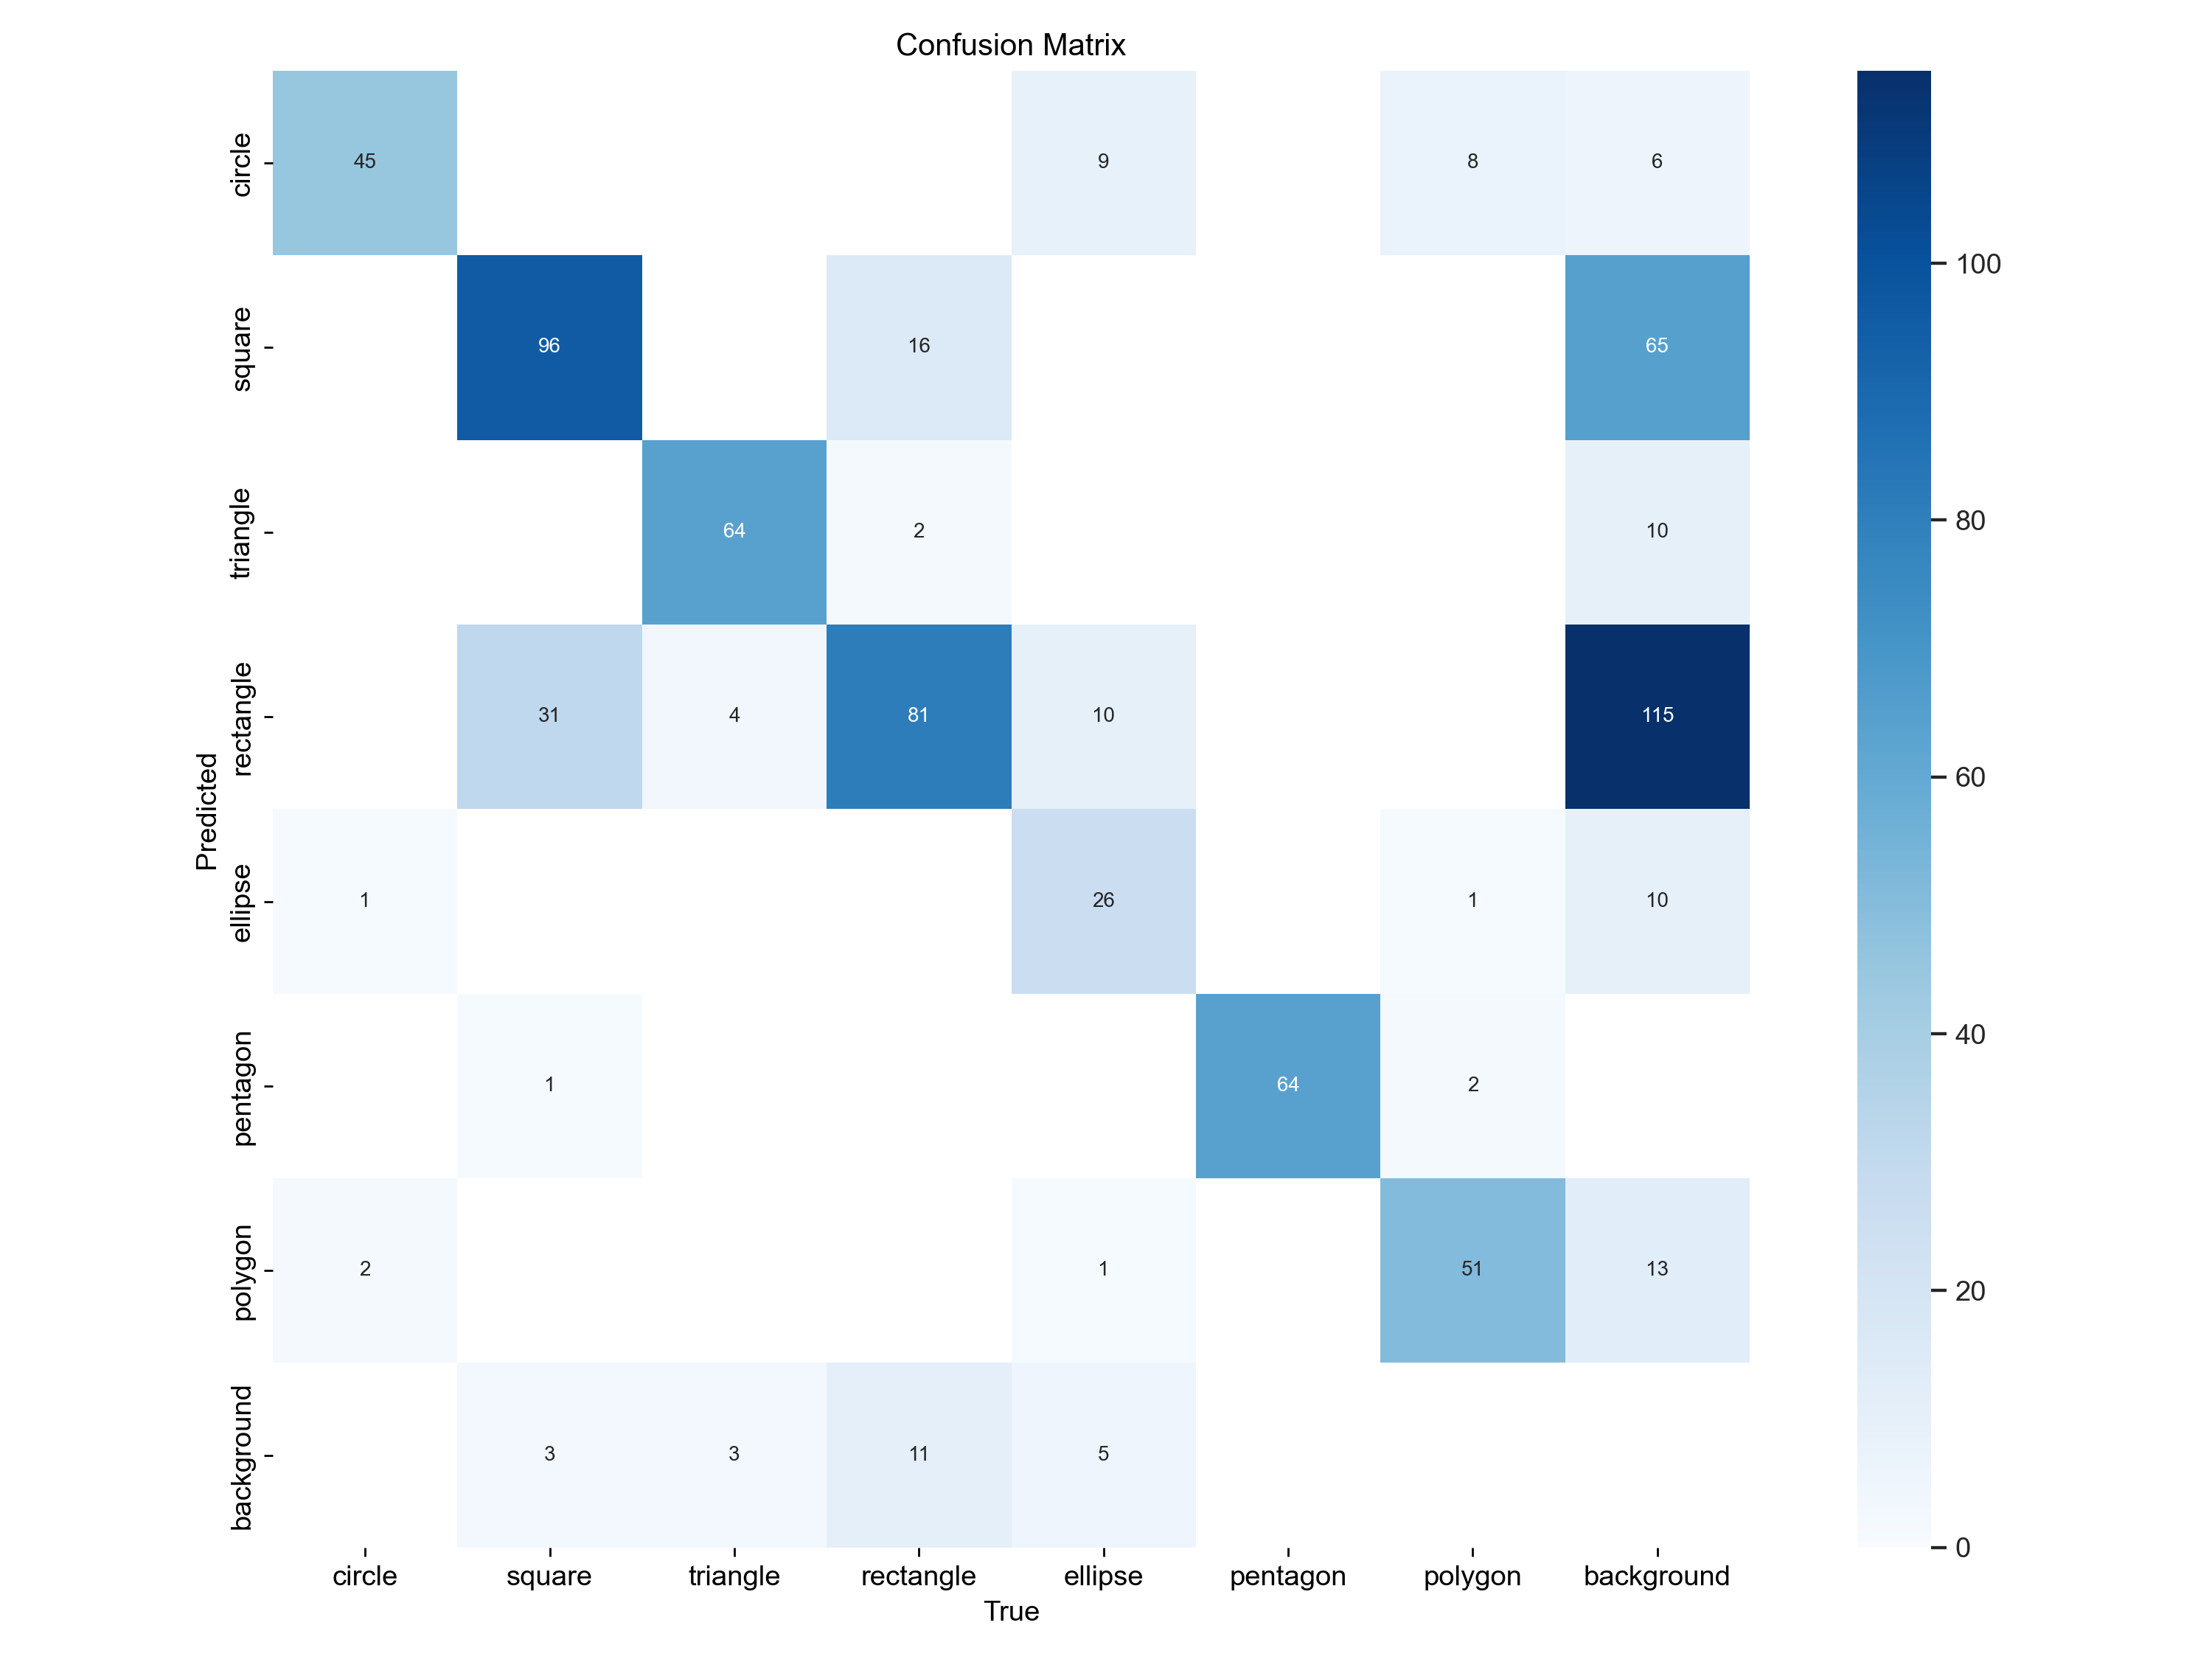 Confusion Matrix
circle 45 9 8 6
square 96 16 65
100
triangle 64 2 10
80
rectangle 31 4 81 10 115
60
Predicted
ellipse 1 26 1 10
pentagon 1 64 2
40
polygon 2 1 51 13
20
background 3 3 11 5
0
circle square triangle rectangle ellipse pentagon polygon background
True